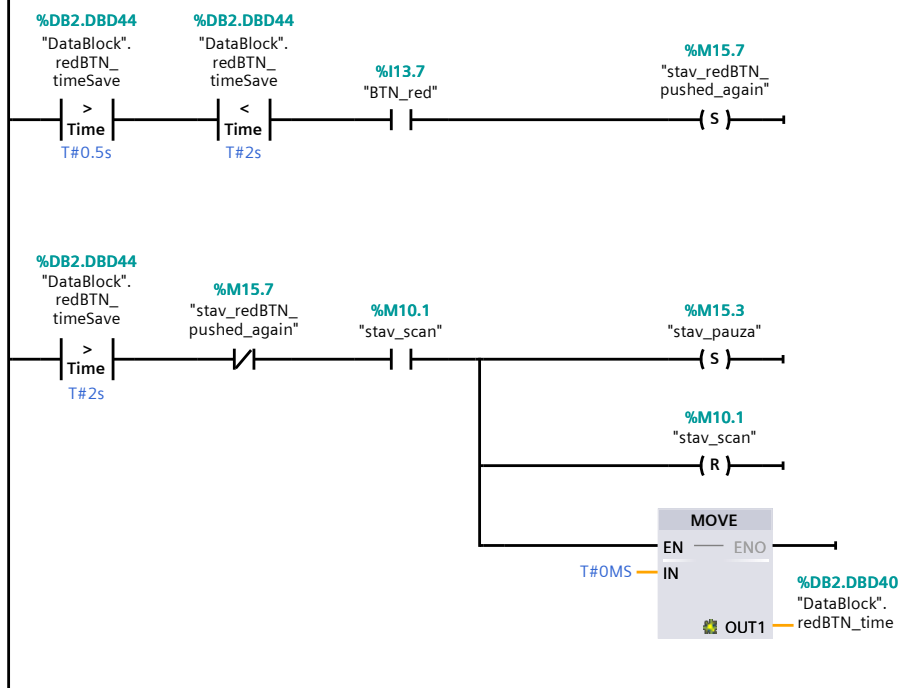 %DB2.DBD44
"DataBlock".
redBTN_
timeSave
>
Time
T#0.5s
%DB2.DBD44
"DataBlock".
redBTN_
timeSave
<
Time
T#2s
%I13.7
"BTN_red"
%M15.7
"stav_redBTN_
pushed_again"
S
%DB2.DBD44
"DataBlock".
redBTN_
timeSave
>
Time
T#2s
%M15.7
"stav_redBTN_
pushed_again"
%M10.1
"stav_scan"
%M15.3
"stav_pauza"
S
%M10.1
"stav_scan"
R
MOVE
EN
ENO
T#0MS
IN
OUT1
%DB2.DBD40
"DataBlock".
redBTN_time